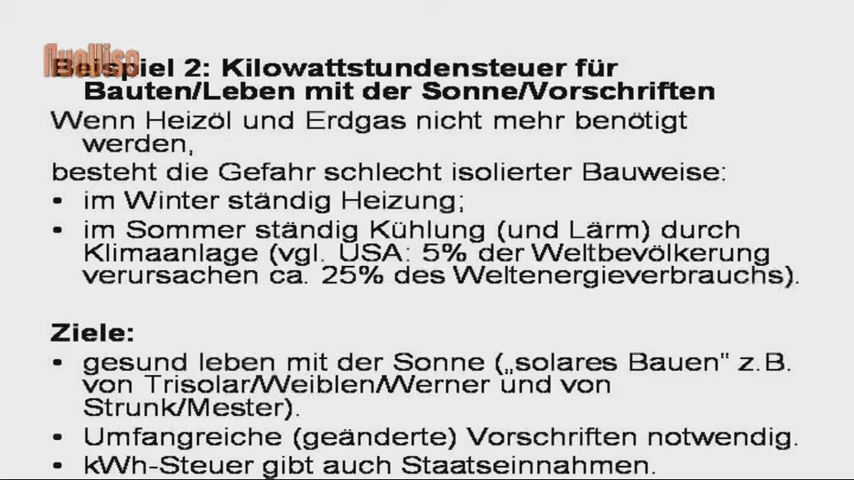 Beispiel 2: Kilowattstundensteuer für
Bauten/Leben mit der Sonne/Vorschriften
Wenn Heizöl und Erdgas nicht mehr benötigt
werden,
besteht die Gefahr schlecht isolierter Bauweise:
• im Winter ständig Heizung;
• im Sommer ständig Kühlung (und Lärm) durch
Klimaanlage (vgl. USA: 5% der Weltbevölkerung
verursachen ca. 25% des Weltenergieverbrauchs).
Ziele:
• gesund leben mit der Sonne („solares Bauen" z.B.
von Trisolar/Weiblen/Werner und von
Strunk/Mester).
• Umfangreiche (geänderte) Vorschriften notwendig.
• kWh-Steuer gibt auch Staatseinnahmen.